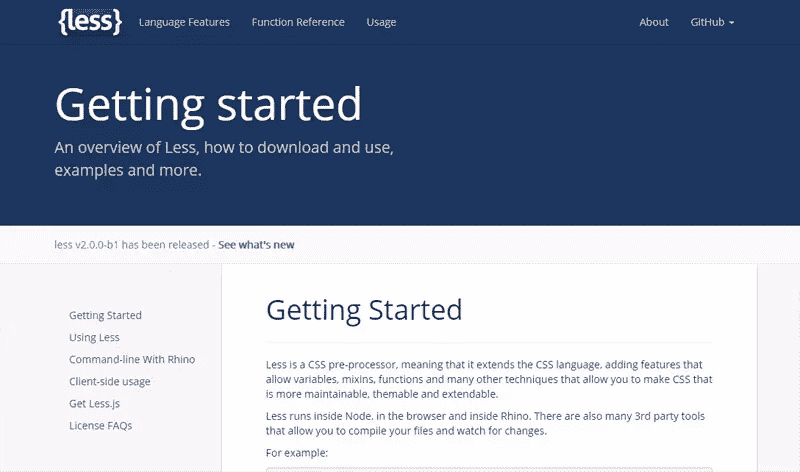 {less} Language Features Function Reference Usage About GitHub
Getting started
An overview of Less, how to download and use,
examples and more.
less v2.0.0-b1 has been released - See what's new
Getting Started
Using Less
Command-line With Rhino
Client-side usage
Get Less.js
License FAQs
Getting Started
Less is a CSS pre-processor, meaning that it extends the CSS language, adding features that
allow variables, mixins, functions and many other techniques that allow you to make CSS that
is more maintainable, themable and extendable.
Less runs inside Node, in the browser and inside Rhino. There are also many 3rd party tools
that allow you to compile your files and watch for changes.
For example: